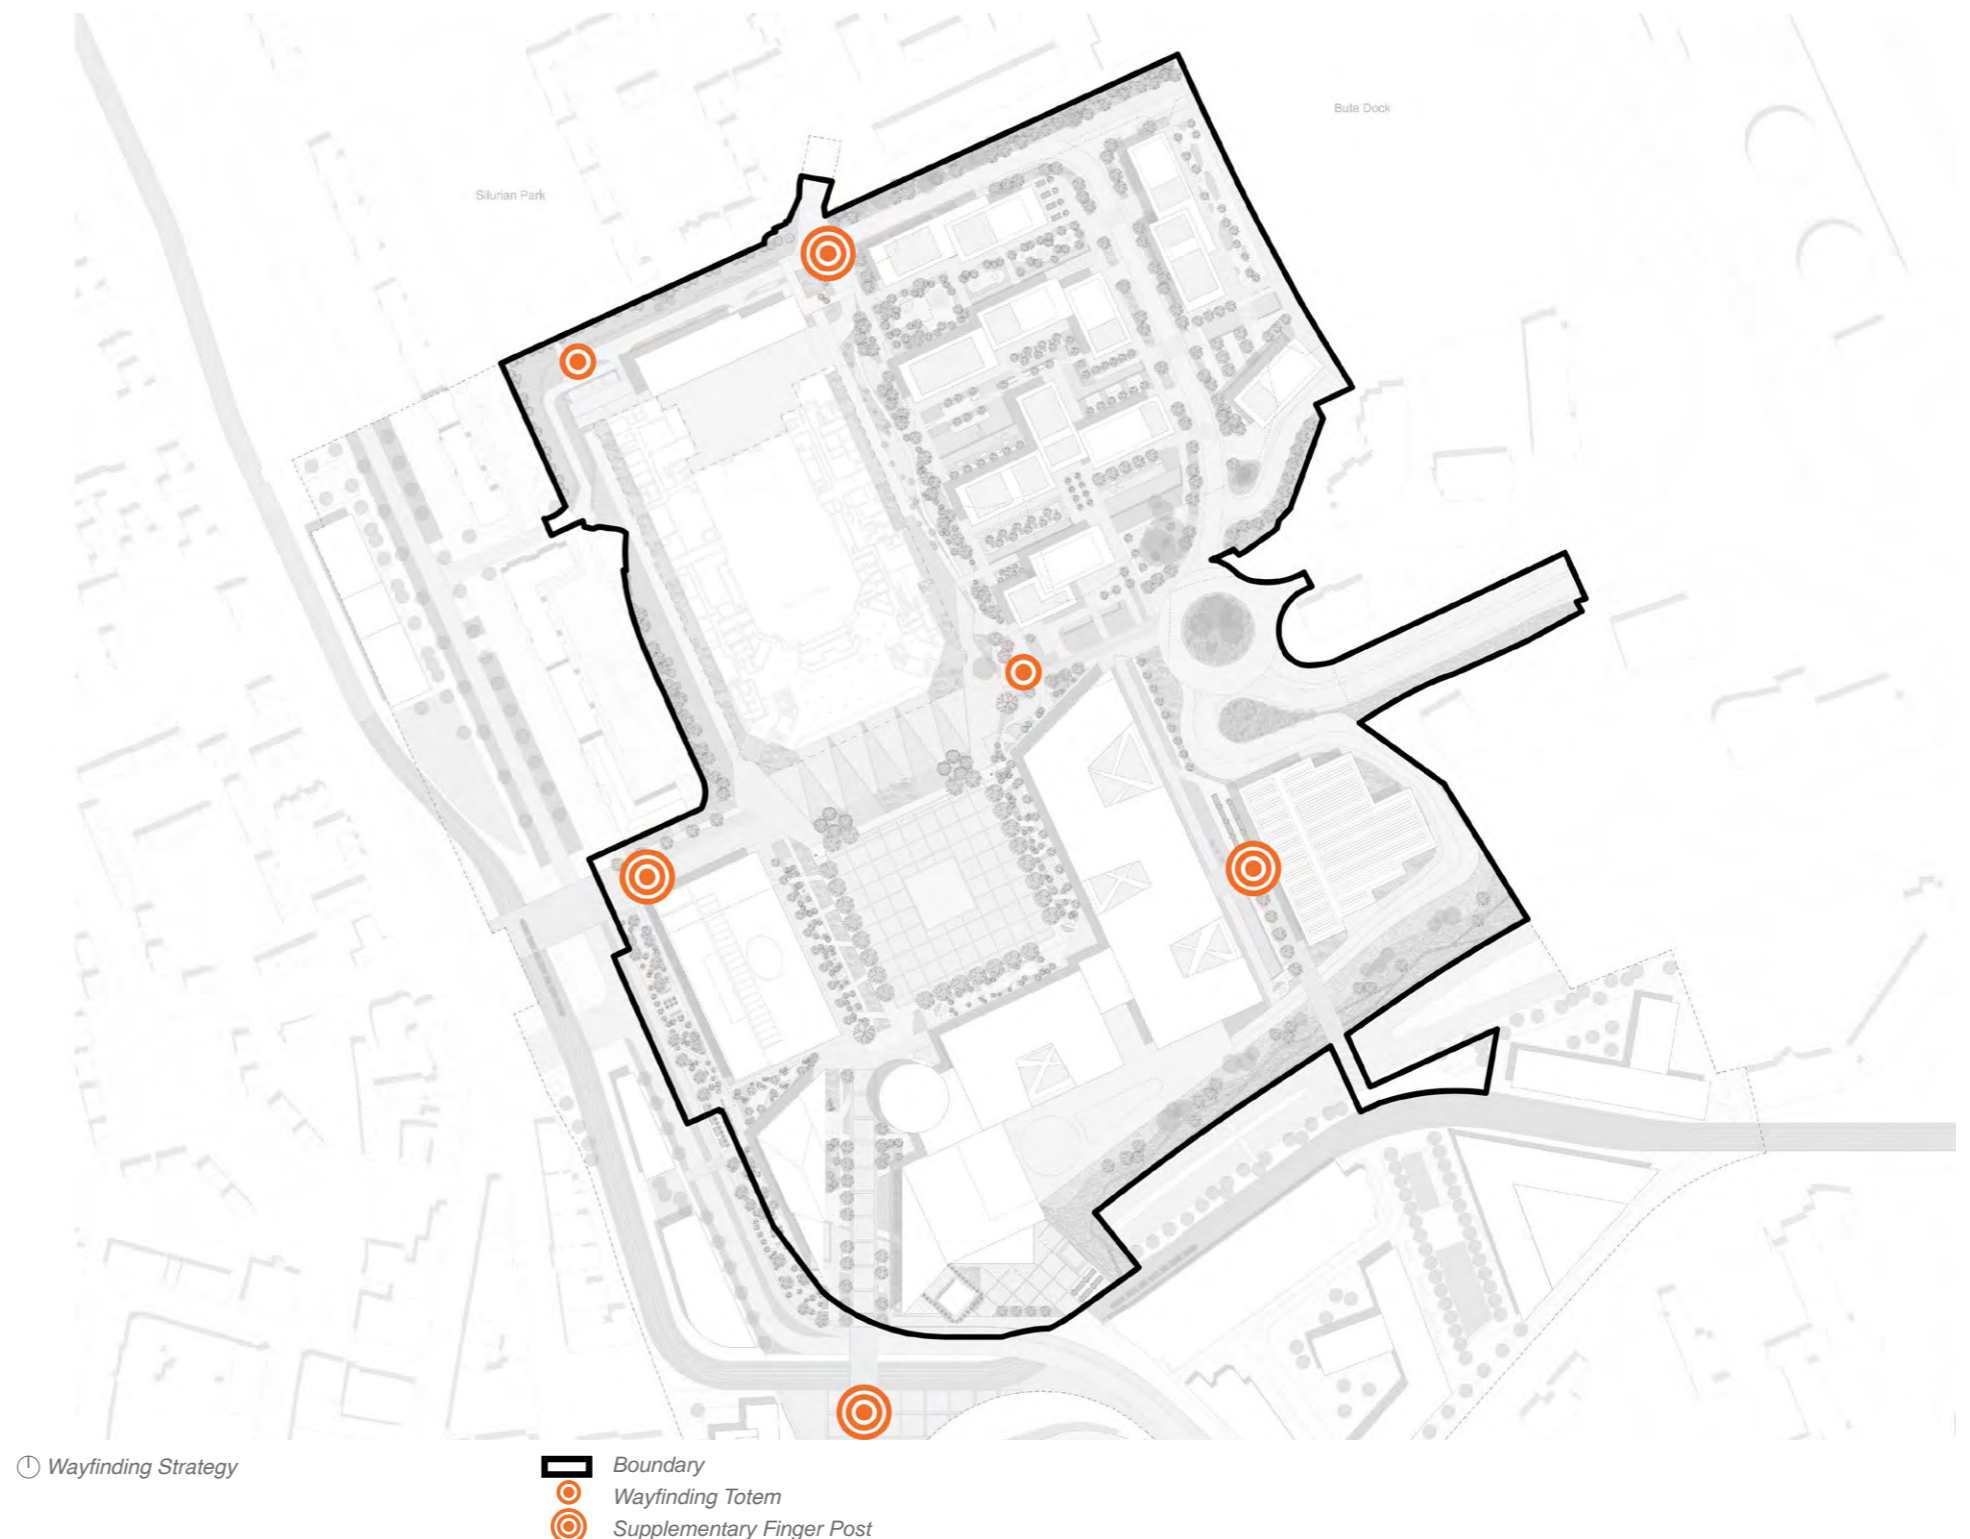 Bute Dock
Silurian Park
Wayfinding Strategy
Boundary
Wayfinding Totem
Supplementary Finger Post